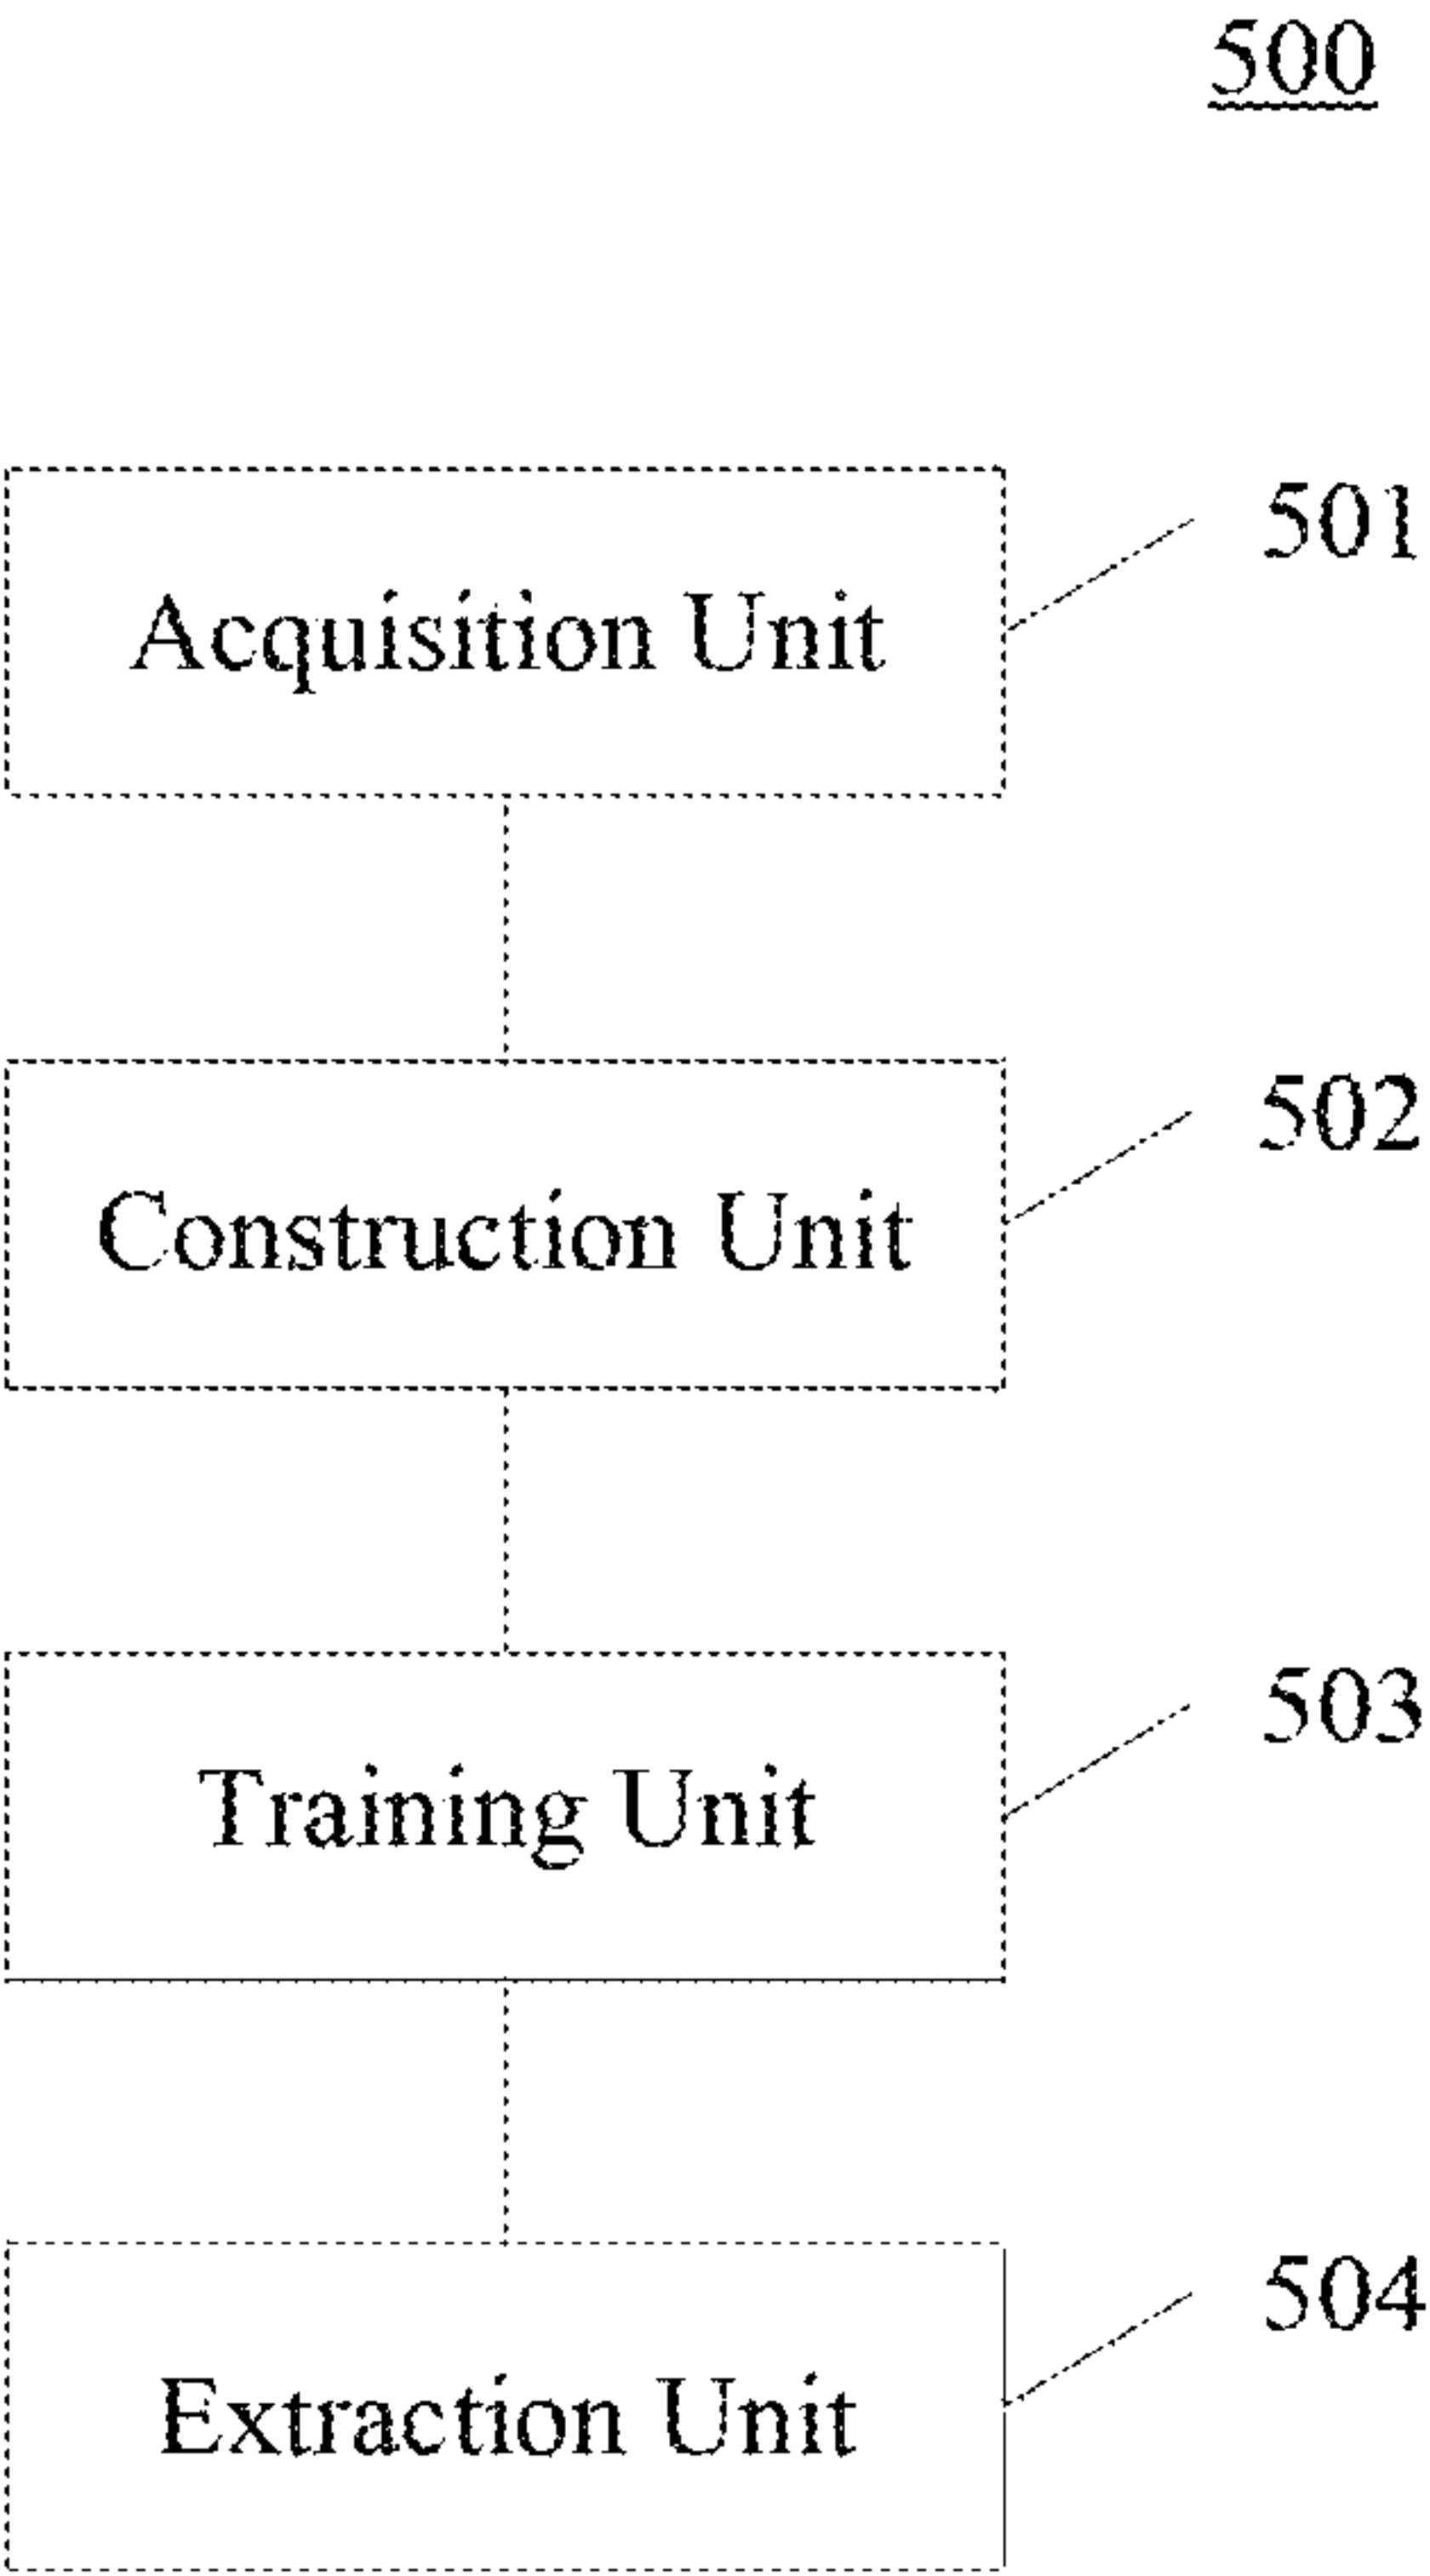 500
501
Acquisition Unit
502
Construction Unit
503
Training Unit
504
Extraction Unit